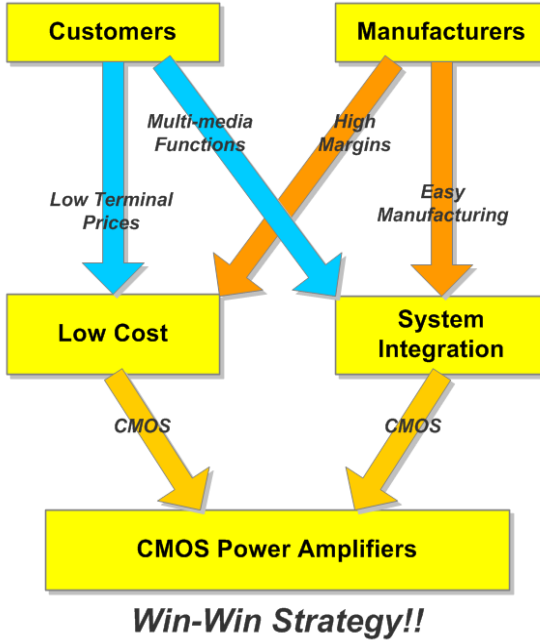 Customers
Manufacturers
Multi-media
Functions
High
Margins
Low Terminal
Prices
Easy
Manufacturing
Low Cost
System
Integration
CMOS
CMOS
CMOS Power Amplifiers
Win-Win Strategy!!